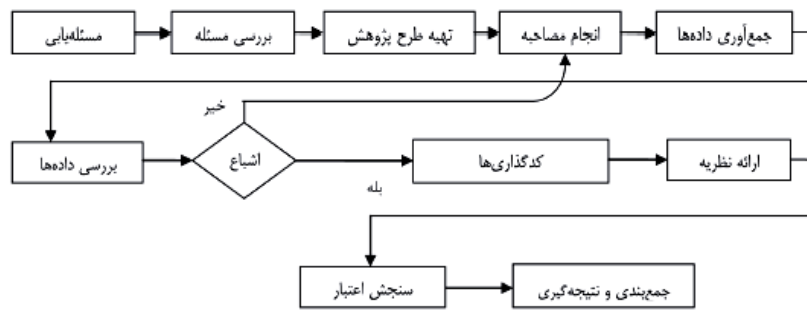 مسئله‌یابی
بررسی مسئله
تهیه طرح پژوهش
انجام مصاحبه
جمع‌آوری داده‌ها
خیر
بررسی داده‌ها
اشباع
بله
کدگذاری‌ها
ارائه نظریه
سنجش اعتبار
جمع‌بندی و نتیجه‌گیری